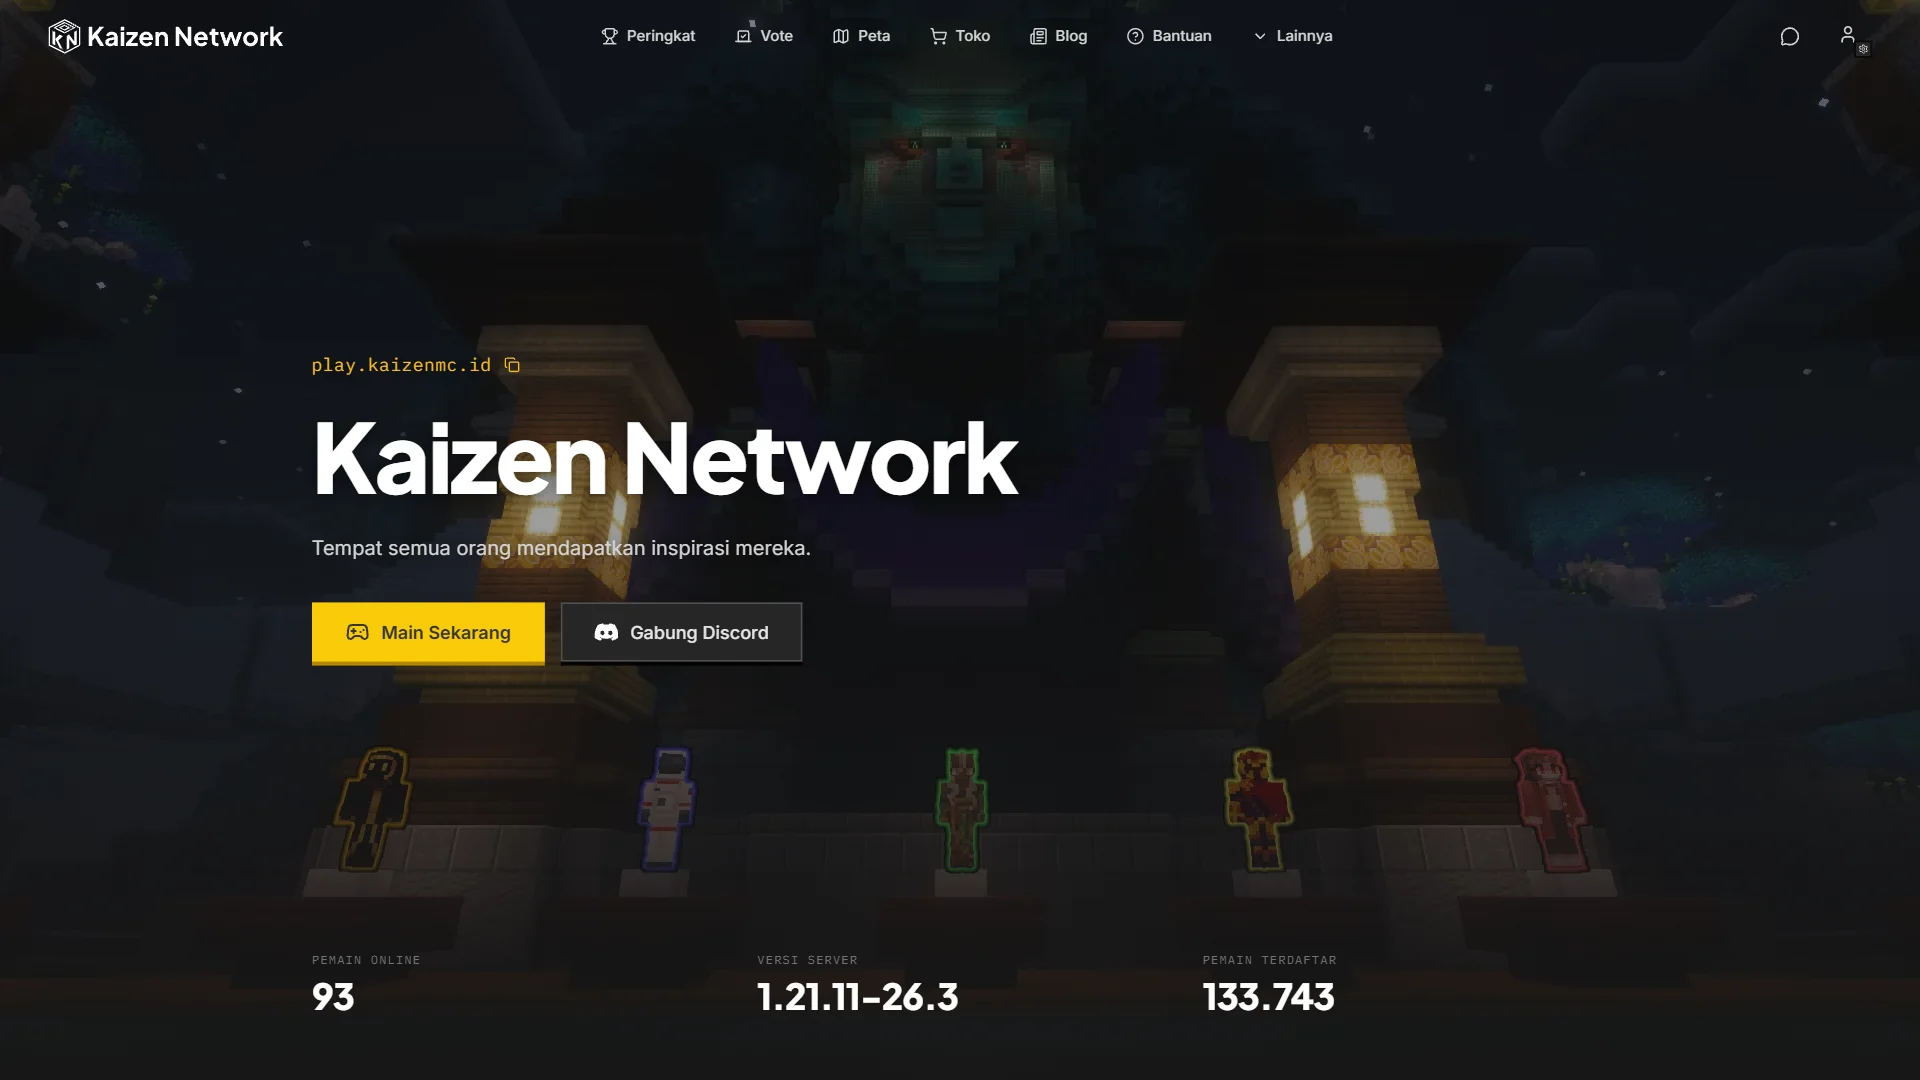 Kaizen Network
Peringkat
Vote
Peta
Toko
Blog
Bantuan
Lainnya
play.kaizenmc.id
Kaizen Network
Tempat semua orang mendapatkan inspirasi mereka.
Main Sekarang
Gabung Discord
PEMAIN ONLINE
93
VERSI SERVER
1.21.11–26.3
PEMAIN TERDAFTAR
133.743